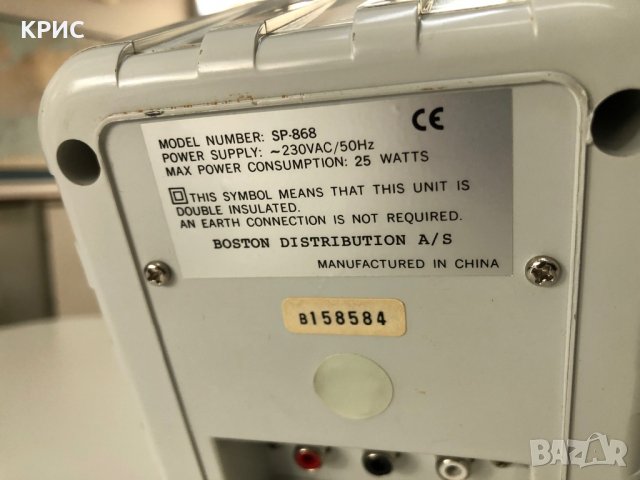 КРИС
CE
MODEL NUMBER: SP-868
POWER SUPPLY: ~230VAC/50Hz
MAX POWER CONSUMPTION: 25 WATTS
THIS SYMBOL MEANS THAT THIS UNIT IS
DOUBLE INSULATED.
AN EARTH CONNECTION IS NOT REQUIRED.
BOSTON DISTRIBUTION A/S
MANUFACTURED IN CHINA
B158584
BAZAR